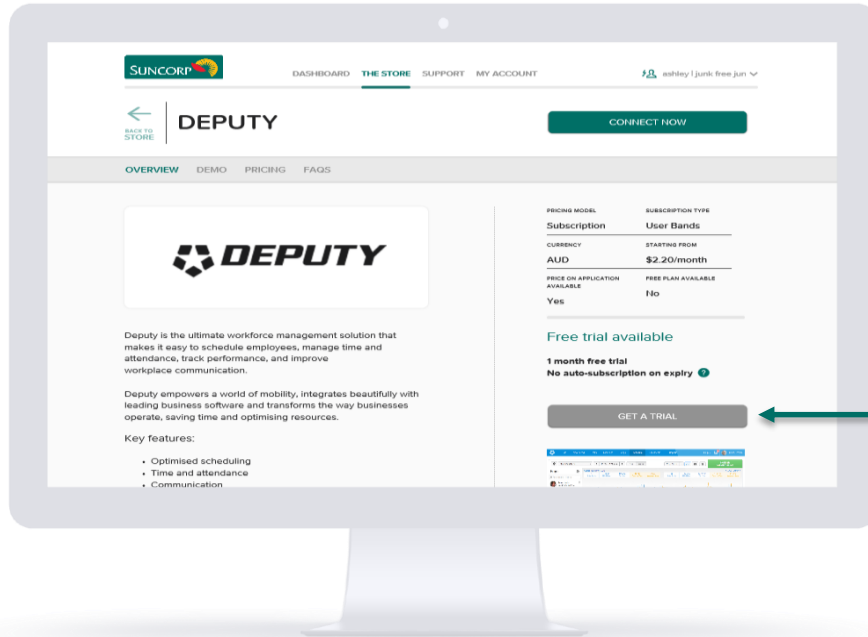 SUNCORP
DASHBOARD THE STORE SUPPORT MY ACCOUNT
ashley l junk free jun
BACK TO
STORE
DEPUTY
CONNECT NOW
OVERVIEW DEMO PRICING FAQS
DEPUTY
Deputy is the ultimate workforce management solution that
makes it easy to schedule employees, manage time and
attendance, track performance, and improve
workplace communication.
Deputy empowers a world of mobility, integrates beautifully with
leading business software and transforms the way businesses
operate, saving time and optimising resources.
Key features:
• Optimised scheduling
• Time and attendance
• Communication
PRICING MODEL SUBSCRIPTION TYPE
Subscription User Bands
CURRENCY STARTING FROM
AUD $2.20/month
PRICE ON APPLICATION FREE PLAN AVAILABLE
AVAILABLE
Yes No
Free trial available
1 month free trial
No auto-subscription on expiry ?
GET A TRIAL